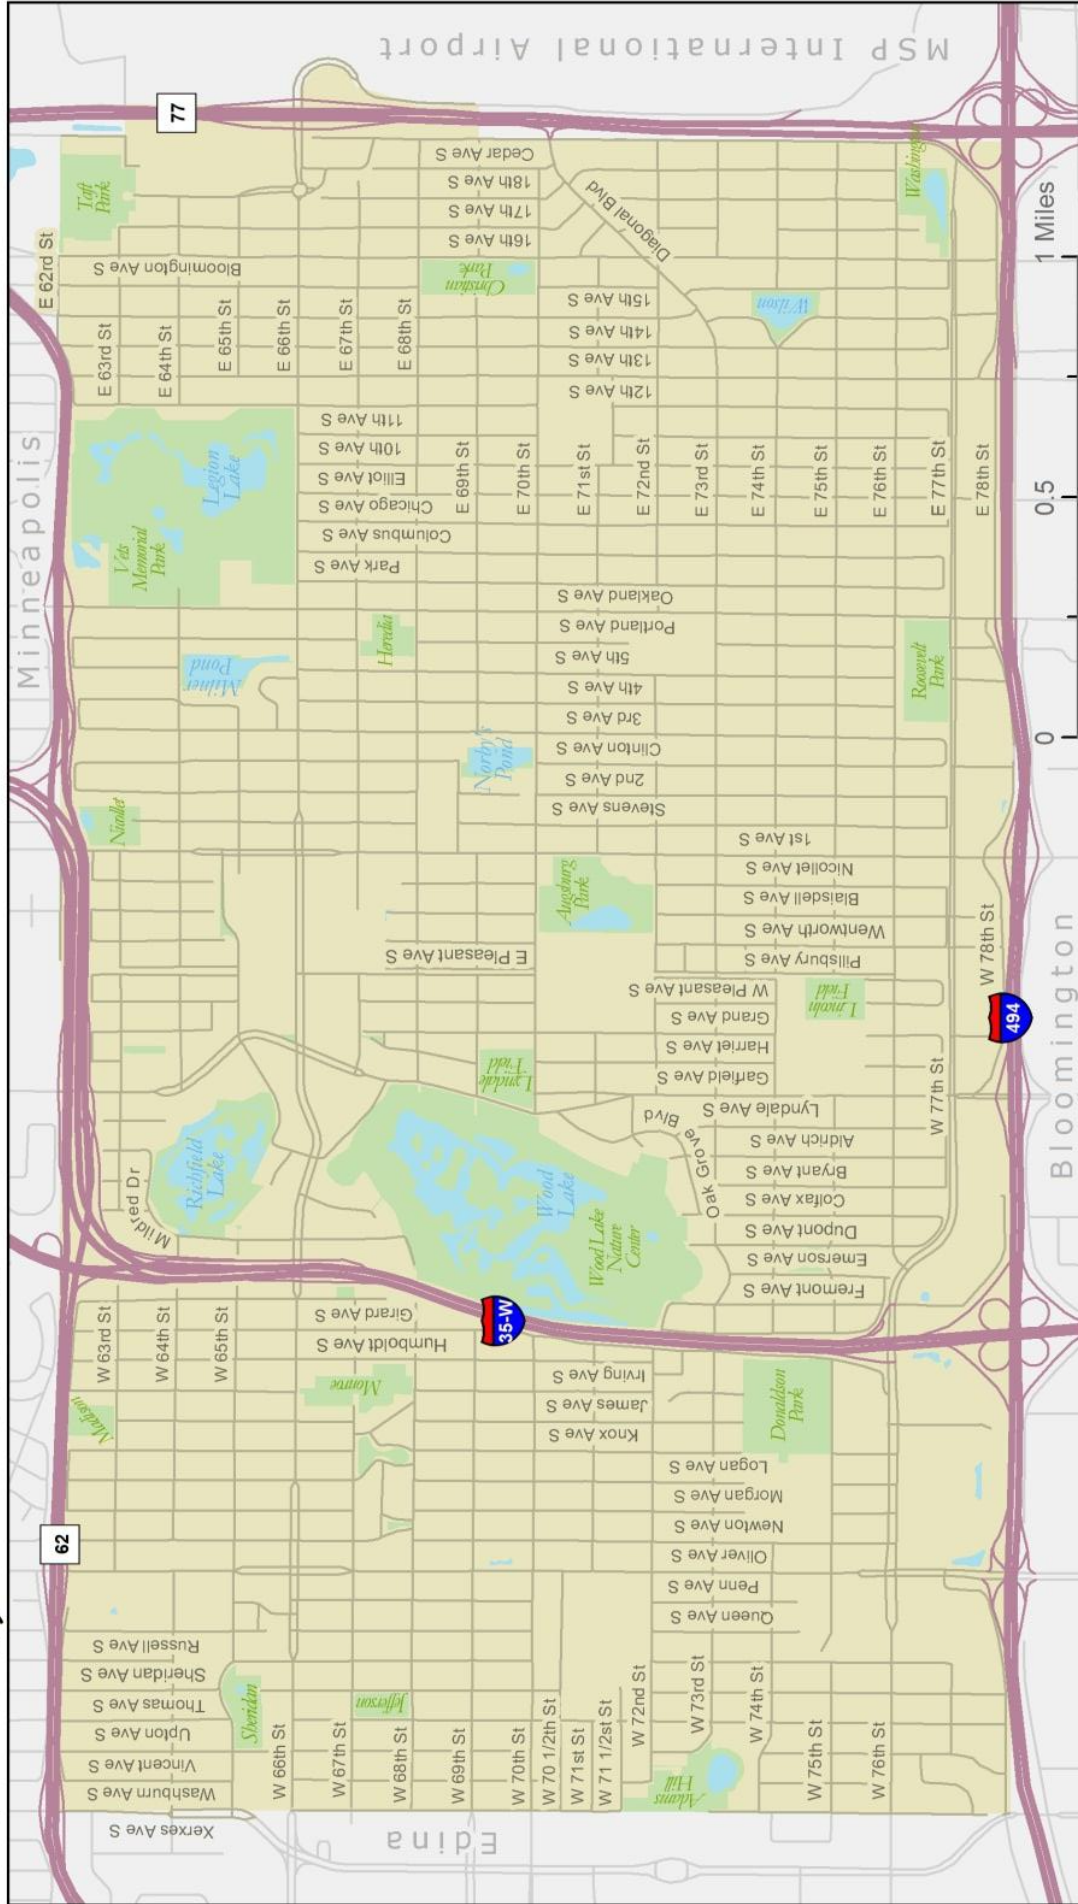 MSP International Airport
77
Taft
Park
E 62nd St
Cedar Ave S
18th Ave S
17th Ave S
16th Ave S
Diagonal Blvd
Washington
1 Miles
Bloomington Ave S
Christian
Park
15th Ave S
14th Ave S
13th Ave S
12th Ave S
Wilson
E 63rd St
E 64th St
E 65th St
E 66th St
E 67th St
E 68th St
Minneapolis
11th Ave S
10th Ave S
Elliot Ave S
Chicago Ave S
Columbus Ave S
Park Ave S
Legion
Lake
Vets
Memorial
Park
E 69th St
E 70th St
E 71st St
E 72nd St
E 73rd St
E 74th St
E 75th St
E 76th St
E 77th St
E 78th St
0.5
Oakland Ave S
Portland Ave S
5th Ave S
4th Ave S
3rd Ave S
Clinton Ave S
2nd Ave S
Stevens Ave S
Heredia
Milner
Pond
Norby's
Pond
Roosevelt
Park
0
Nicollet
1st Ave S
Nicollet Ave S
Blaisdell Ave S
Wentworth Ave S
Pillsbury Ave S
Augsburg
Park
E Pleasant Ave S
W Pleasant Ave S
Grand Ave S
Harriet Ave S
Garfield Ave S
Lincoln
Field
W 78th St
494
Bloomington
W 77th St
Lyndale
Field
Lyndale Ave S
Aldrich Ave S
Bryant Ave S
Colfax Ave S
Dupont Ave S
Emerson Ave S
Fremont Ave S
Oak Grove Blvd
Richfield
Lake
Mildred Dr
Wood
Lake
Wood Lake
Nature
Center
35-W
Girard Ave S
Humboldt Ave S
W 63rd St
W 64th St
W 65th St
Madison
Monroe
Irving Ave S
James Ave S
Knox Ave S
Donaldson
Park
Logan Ave S
Morgan Ave S
Newton Ave S
Oliver Ave S
Penn Ave S
Queen Ave S
62
Russell Ave S
Sheridan Ave S
Thomas Ave S
Upton Ave S
Vincent Ave S
Washburn Ave S
Xerxes Ave S
Sheridan
Jefferson
W 66th St
W 67th St
W 68th St
W 69th St
W 70th St
W 70 1/2th St
W 71st St
W 71 1/2st St
W 72nd St
W 73rd St
W 74th St
W 75th St
W 76th St
Adams
Hill
Edina